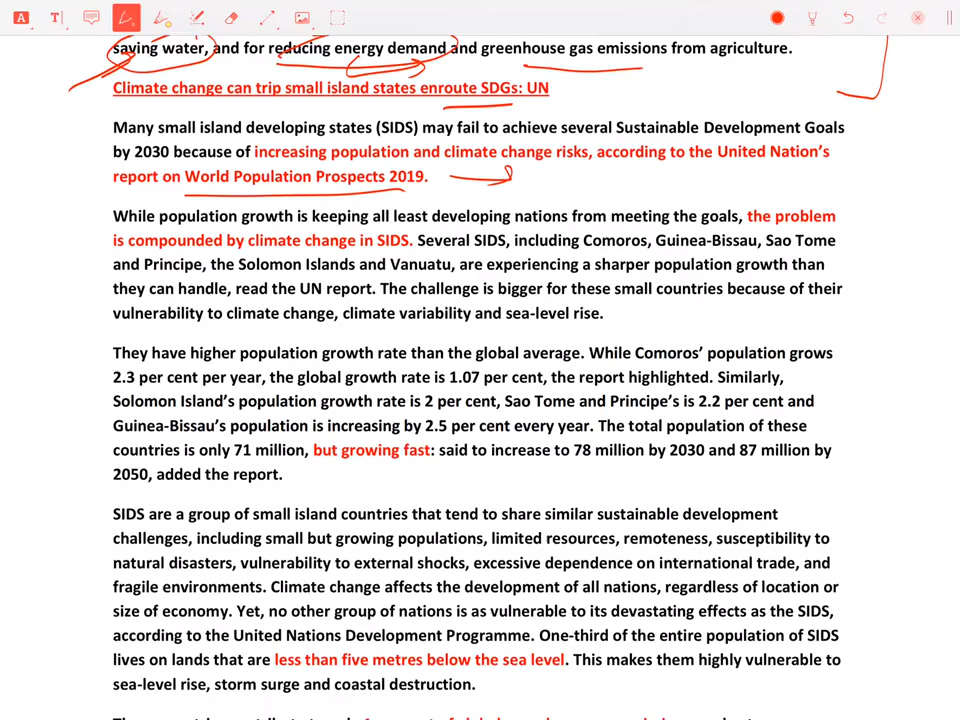 saving water, and for reducing energy demand and greenhouse gas emissions from agriculture.
Climate change can trip small island states enroute SDGs: UN
Many small island developing states (SIDS) may fail to achieve several Sustainable Development Goals
by 2030 because of increasing population and climate change risks, according to the United Nation's
report on World Population Prospects 2019.
While population growth is keeping all least developing nations from meeting the goals, the problem
is compounded by climate change in SIDS. Several SIDS, including Comoros, Guinea-Bissau, Sao Tome
and Principe, the Solomon Islands and Vanuatu, are experiencing a sharper population growth than
they can handle, read the UN report. The challenge is bigger for these small countries because of their
vulnerability to climate change, climate variability and sea-level rise.
They have higher population growth rate than the global average. While Comoros' population grows
2.3 per cent per year, the global growth rate is 1.07 per cent, the report highlighted. Similarly,
Solomon Island's population growth rate is 2 per cent, Sao Tome and Principe's is 2.2 per cent and
Guinea-Bissau's population is increasing by 2.5 per cent every year. The total population of these
countries is only 71 million, but growing fast: said to increase to 78 million by 2030 and 87 million by
2050, added the report.
SIDS are a group of small island countries that tend to share similar sustainable development
challenges, including small but growing populations, limited resources, remoteness, susceptibility to
natural disasters, vulnerability to external shocks, excessive dependence on international trade, and
fragile environments. Climate change affects the development of all nations, regardless of location or
size of economy. Yet, no other group of nations is as vulnerable to its devastating effects as the SIDS,
according to the United Nations Development Programme. One-third of the entire population of SIDS
lives on lands that are less than five metres below the sea level. This makes them highly vulnerable to
sea-level rise, storm surge and coastal destruction.